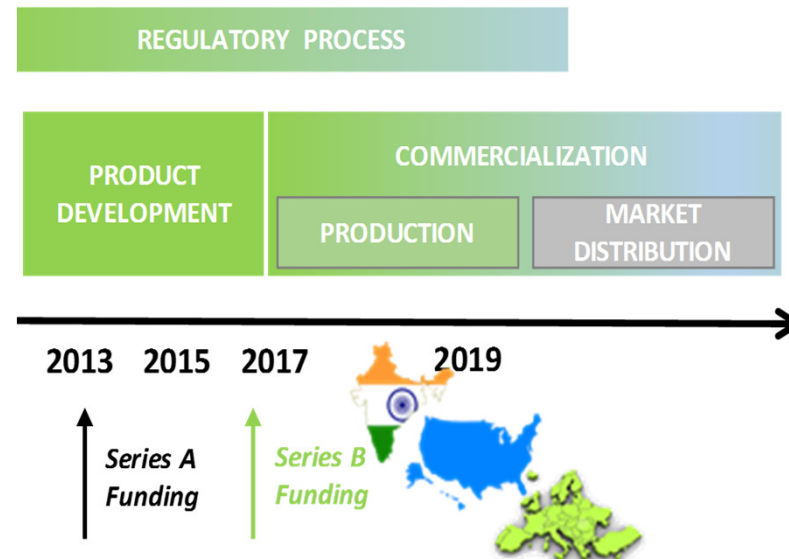 REGULATORY PROCESS
PRODUCT
DEVELOPMENT
COMMERCIALIZATION
PRODUCTION
MARKET
DISTRIBUTION
2013 2015 2017 2019
Series A
Funding
Series B
Funding